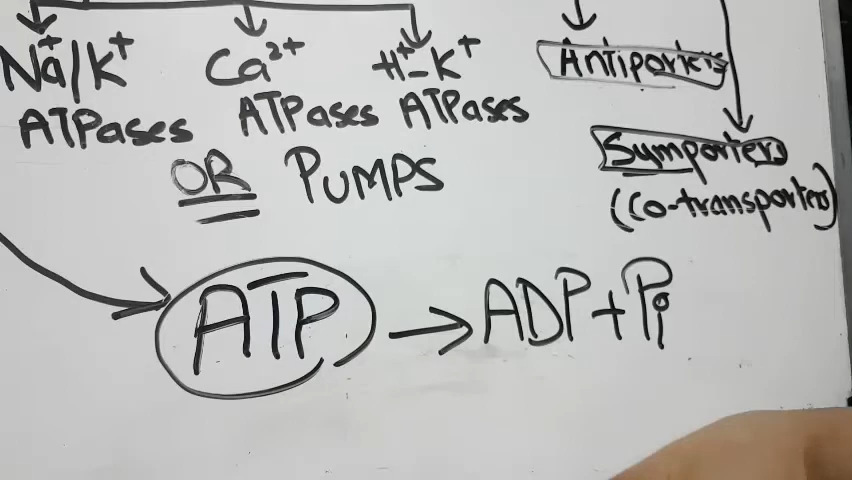 Na+/K+ ATPases
Ca2+ ATPases
H+-K+ ATPases
OR PUMPS
Antiporters
Symporters
(Co-transporters)
ATP → ADP + Pi